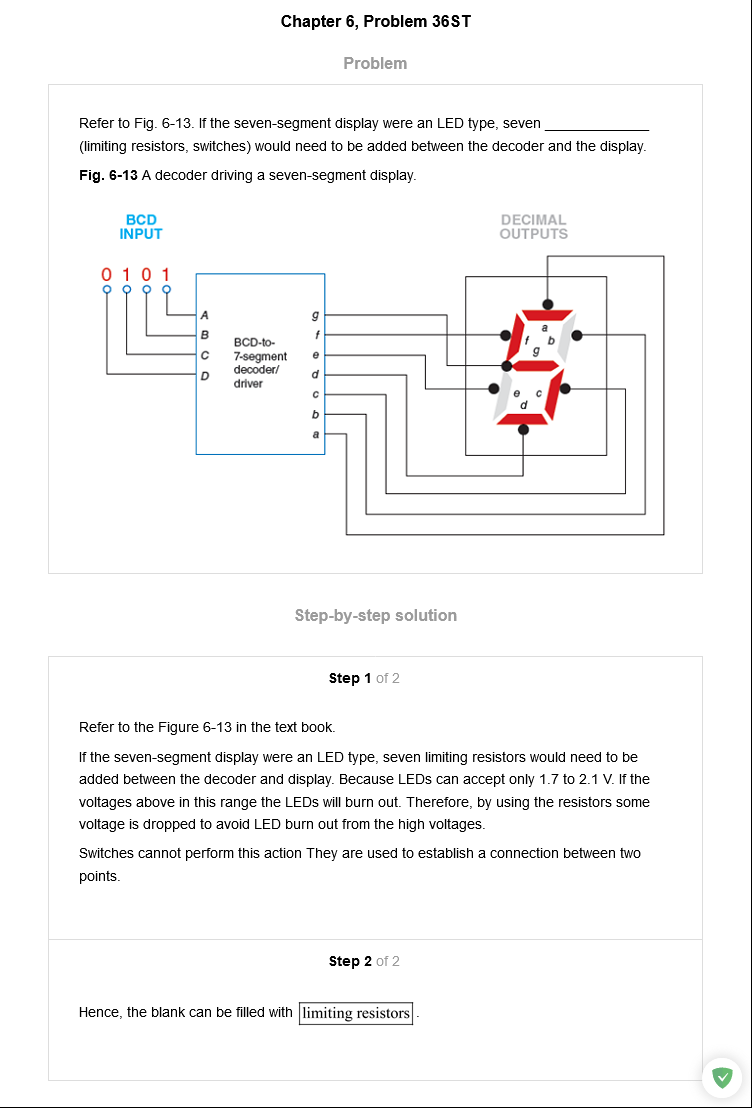 Chapter 6, Problem 36ST
Problem
Refer to Fig. 6-13. If the seven-segment display were an LED type, seven ______________
(limiting resistors, switches) would need to be added between the decoder and the display.
Fig. 6-13 A decoder driving a seven-segment display.
BCD
INPUT
DECIMAL
OUTPUTS
0 1 0 1
A
B
C
D
BCD-to-
7-segment
decoder/
driver
g
f
e
d
c
b
a
a
f b
g
e c
d
Step-by-step solution
Step 1 of 2
Refer to the Figure 6-13 in the text book.
If the seven-segment display were an LED type, seven limiting resistors would need to be
added between the decoder and display. Because LEDs can accept only 1.7 to 2.1 V. If the
voltages above in this range the LEDs will burn out. Therefore, by using the resistors some
voltage is dropped to avoid LED burn out from the high voltages.
Switches cannot perform this action They are used to establish a connection between two
points.
Step 2 of 2
Hence, the blank can be filled with limiting resistors.